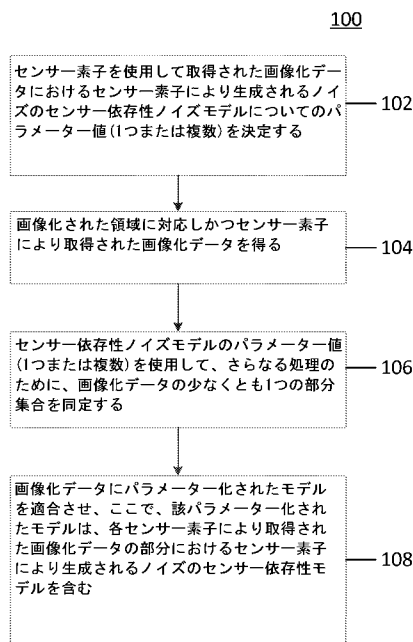 100
センサー素子を使用して取得された画像化デー
タにおけるセンサー素子により生成されるノイ
ズのセンサー依存性ノイズモデルについてのパ
ラメーター値(1つまたは複数)を決定する
102
画像化された領域に対応しかつセンサー素子
により取得された画像化データを得る
104
センサー依存性ノイズモデルのパラメーター値
(1つまたは複数)を使用して、さらなる処理の
ために、画像化データの少なくとも1つの部分
集合を同定する
106
画像化データにパラメーター化されたモデル
を適合させ、ここで、該パラメーター化され
たモデルは、各センサー素子により取得され
た画像化データの部分におけるセンサー素子
により生成されるノイズのセンサー依存性モ
デルを含む
108